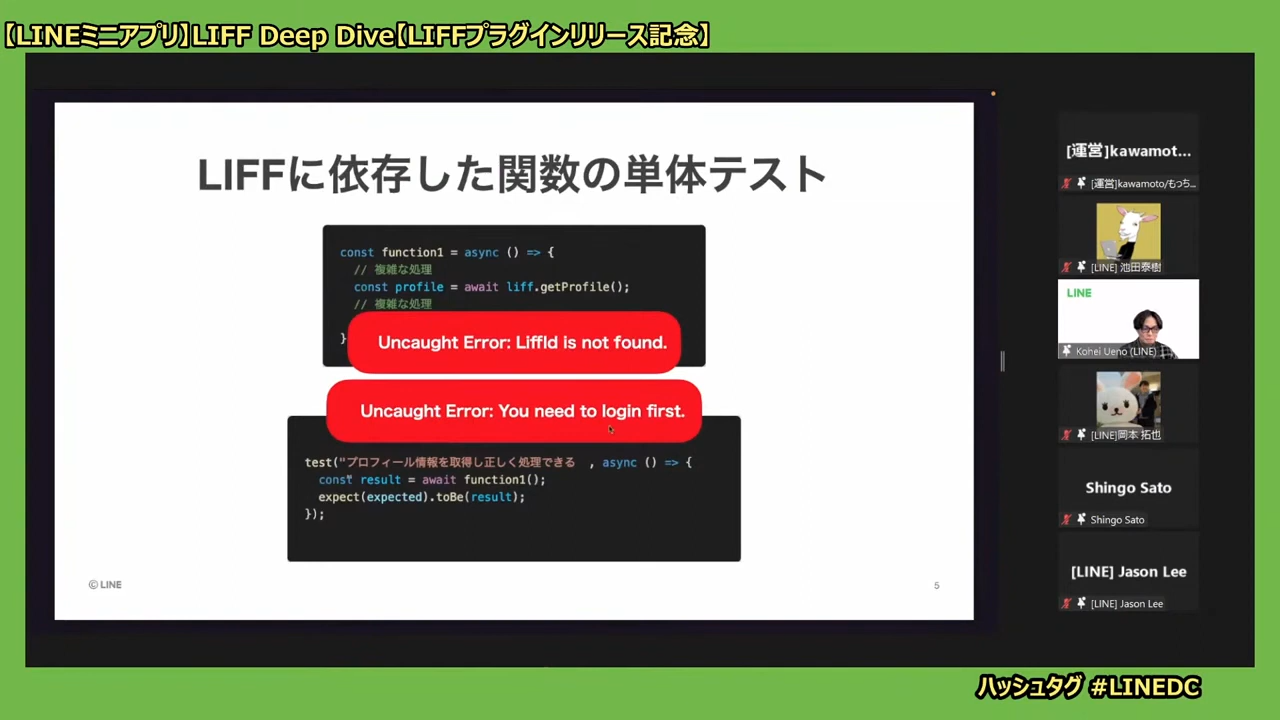 【LINEミニアプリ】LIFF Deep Dive【LIFFプラグインリリース記念】
LIFFに依存した関数の単体テスト
const function1 = async () => {
// 複雑な処理
const profile = await liff.getProfile();
// 複雑な処理
}
Uncaught Error: LiffId is not found.
Uncaught Error: You need to login first.
test("プロフィール情報を取得し正しく処理できる , async () => {
const" result = await function1();
expect(expected).toBe(result);
});
© LINE
5
[運営]kawamot...
[運営]kawamoto/もっち...
[LINE] 池田泰樹
LINE
Kohei Ueno (LINE)
[LINE]岡本 拓也
Shingo Sato
Shingo Sato
[LINE] Jason Lee
[LINE] Jason Lee
ハッシュタグ #LINEDC